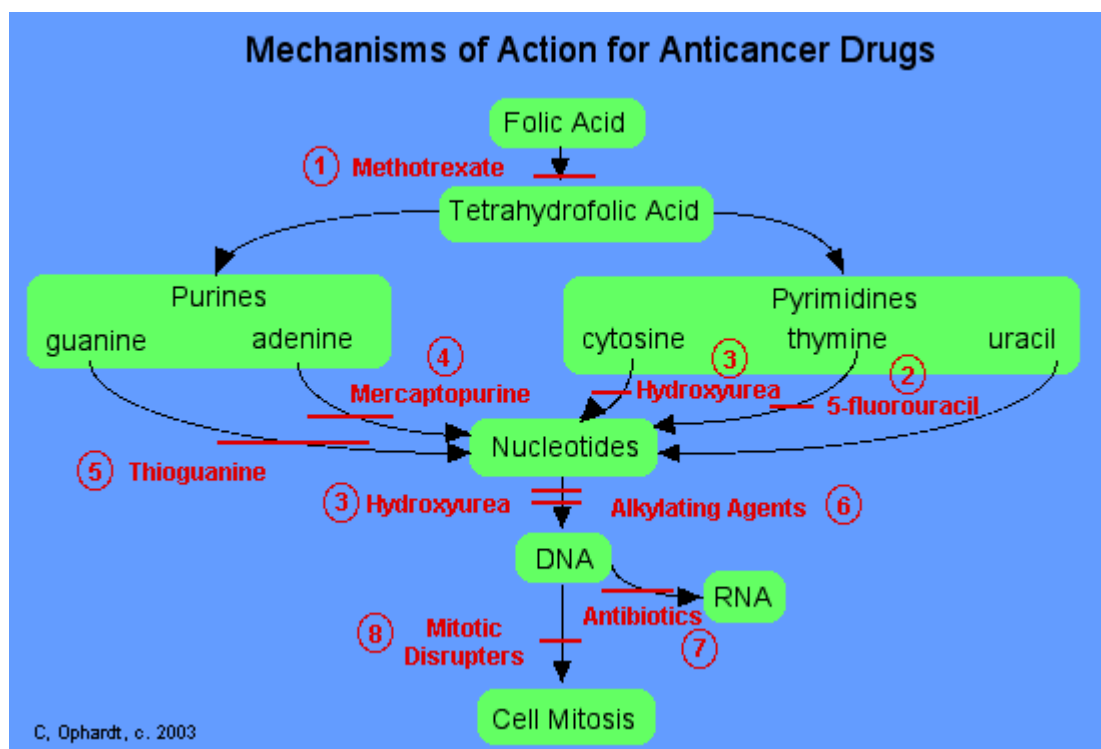 Mechanisms of Action for Anticancer Drugs
Folic Acid
1 Methotrexate
Tetrahydrofolic Acid
Purines
guanine adenine
Pyrimidines
cytosine thymine uracil
4
Mercaptopurine
3
Hydroxyurea
2
5-fluorouracil
Nucleotides
5 Thioguanine
3 Hydroxyurea
Alkylating Agents 6
DNA
RNA
Antibiotics
7
8 Mitotic
Disrupters
Cell Mitosis
C, Ophardt, c. 2003